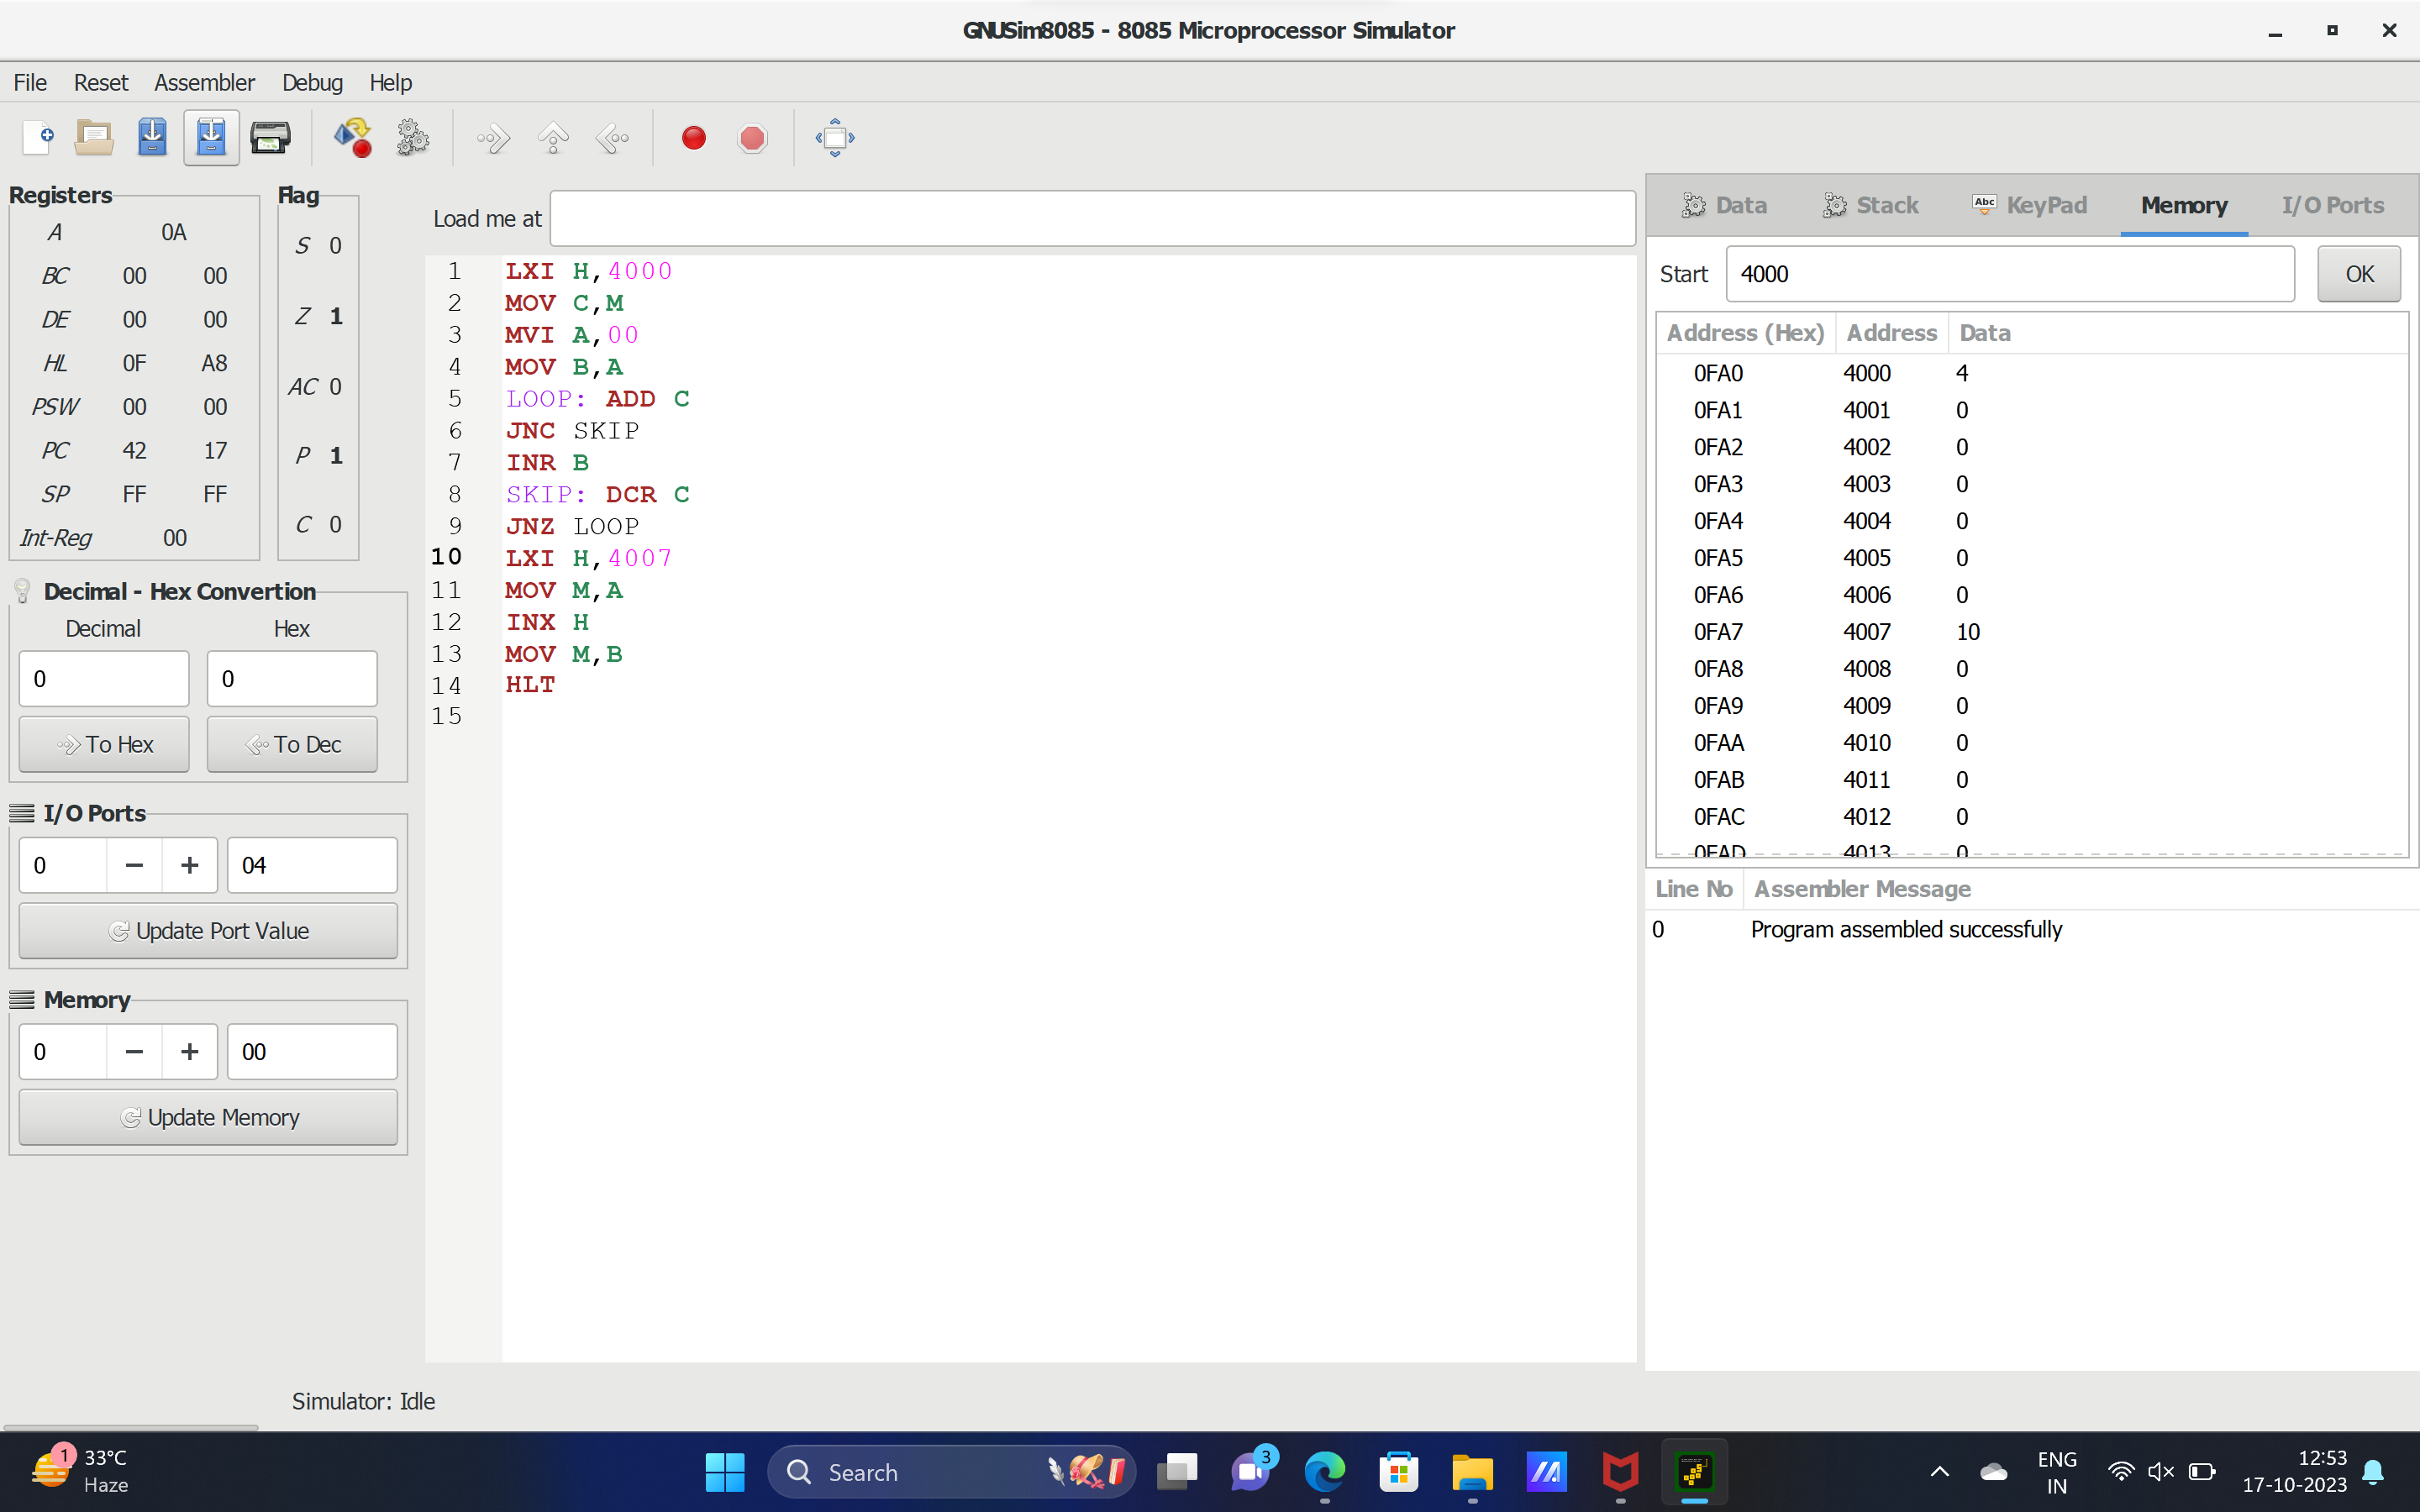 GNUSim8085 - 8085 Microprocessor Simulator
File Reset Assembler Debug Help
Registers
A 0A
BC 00 00
DE 00 00
HL 0F A8
PSW 00 00
PC 42 17
SP FF FF
Int-Reg 00
Flag
S 0
Z 1
AC 0
P 1
C 0
Decimal - Hex Convertion
Decimal Hex
0 0
To Hex To Dec
I/O Ports
0 − + 04
Update Port Value
Memory
0 − + 00
Update Memory
Load me at
1 LXI H,4000
2 MOV C,M
3 MVI A,00
4 MOV B,A
5 LOOP: ADD C
6 JNC SKIP
7 INR B
8 SKIP: DCR C
9 JNZ LOOP
10 LXI H,4007
11 MOV M,A
12 INX H
13 MOV M,B
14 HLT
15
Data Stack Abc KeyPad Memory I/O Ports
Start 4000 OK
Address (Hex) Address Data
0FA0 4000 4
0FA1 4001 0
0FA2 4002 0
0FA3 4003 0
0FA4 4004 0
0FA5 4005 0
0FA6 4006 0
0FA7 4007 10
0FA8 4008 0
0FA9 4009 0
0FAA 4010 0
0FAB 4011 0
0FAC 4012 0
0FAD 4013 0
Line No Assembler Message
0 Program assembled successfully
Simulator: Idle
1 33°C
Haze
Search
3
ENG
IN
12:53
17-10-2023